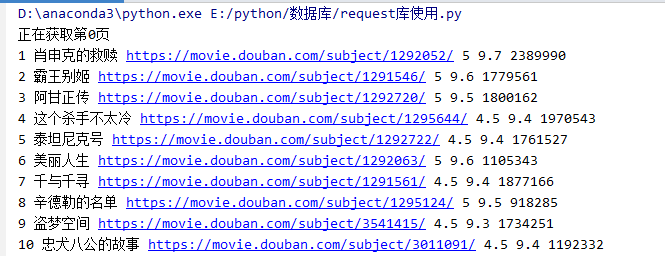 D:\anaconda3\python.exe E:/python/数据库/request库使用.py
正在获取第0页
1 肖申克的救赎 https://movie.douban.com/subject/1292052/ 5 9.7 2389990
2 霸王别姬 https://movie.douban.com/subject/1291546/ 5 9.6 1779561
3 阿甘正传 https://movie.douban.com/subject/1292720/ 5 9.5 1800162
4 这个杀手不太冷 https://movie.douban.com/subject/1295644/ 4.5 9.4 1970543
5 泰坦尼克号 https://movie.douban.com/subject/1292722/ 4.5 9.4 1761527
6 美丽人生 https://movie.douban.com/subject/1292063/ 5 9.6 1105343
7 千与千寻 https://movie.douban.com/subject/1291561/ 4.5 9.4 1877166
8 辛德勒的名单 https://movie.douban.com/subject/1295124/ 5 9.5 918285
9 盗梦空间 https://movie.douban.com/subject/3541415/ 4.5 9.3 1734251
10 忠犬八公的故事 https://movie.douban.com/subject/3011091/ 4.5 9.4 1192332